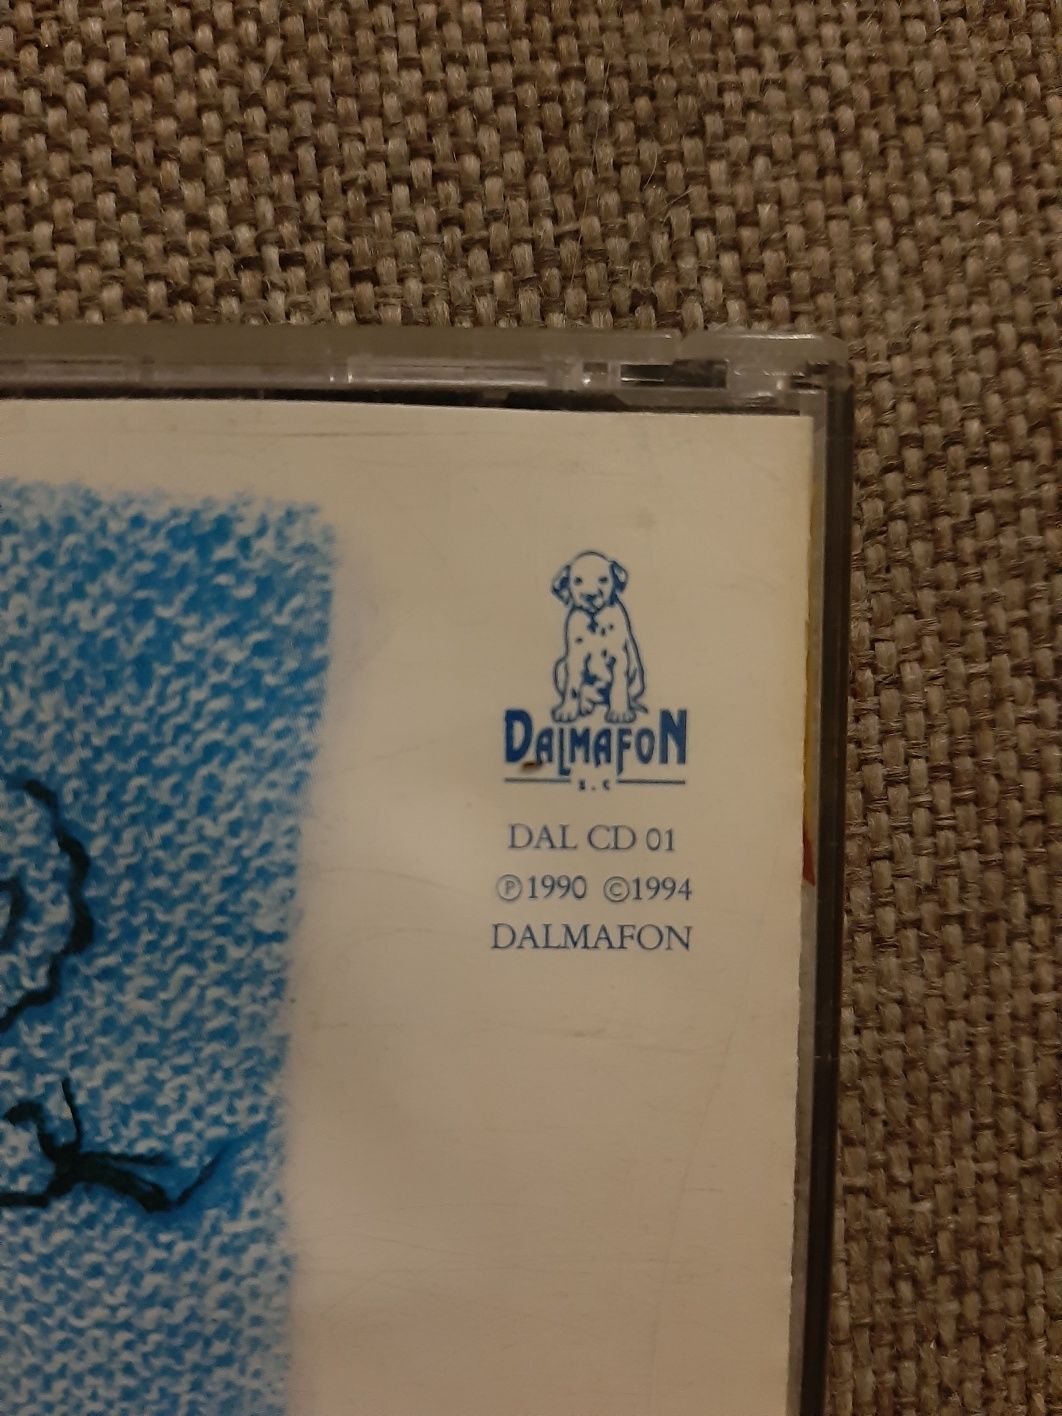 DALMAFON
s.c
DAL CD 01
℗1990 ©1994
DALMAFON